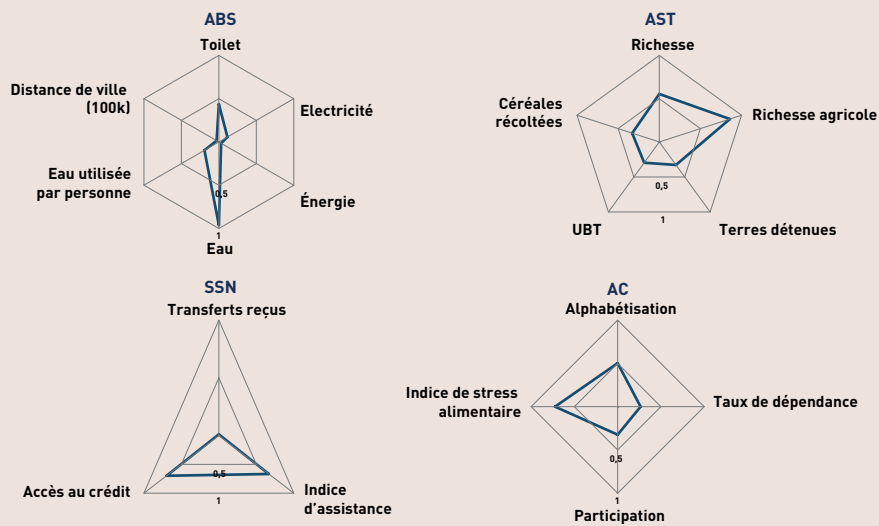 ABS
Toilet
Distance de ville
(100k)
Electricité
Eau utilisée
par personne
Énergie
0,5
1
Eau
AST
Richesse
Céréales
récoltées
Richesse agricole
0,5
1
UBT
Terres détenues
SSN
Transferts reçus
Accès au crédit
0,5
1
Indice
d'assistance
AC
Alphabétisation
Indice de stress
alimentaire
Taux de dépendance
0,5
1
Participation